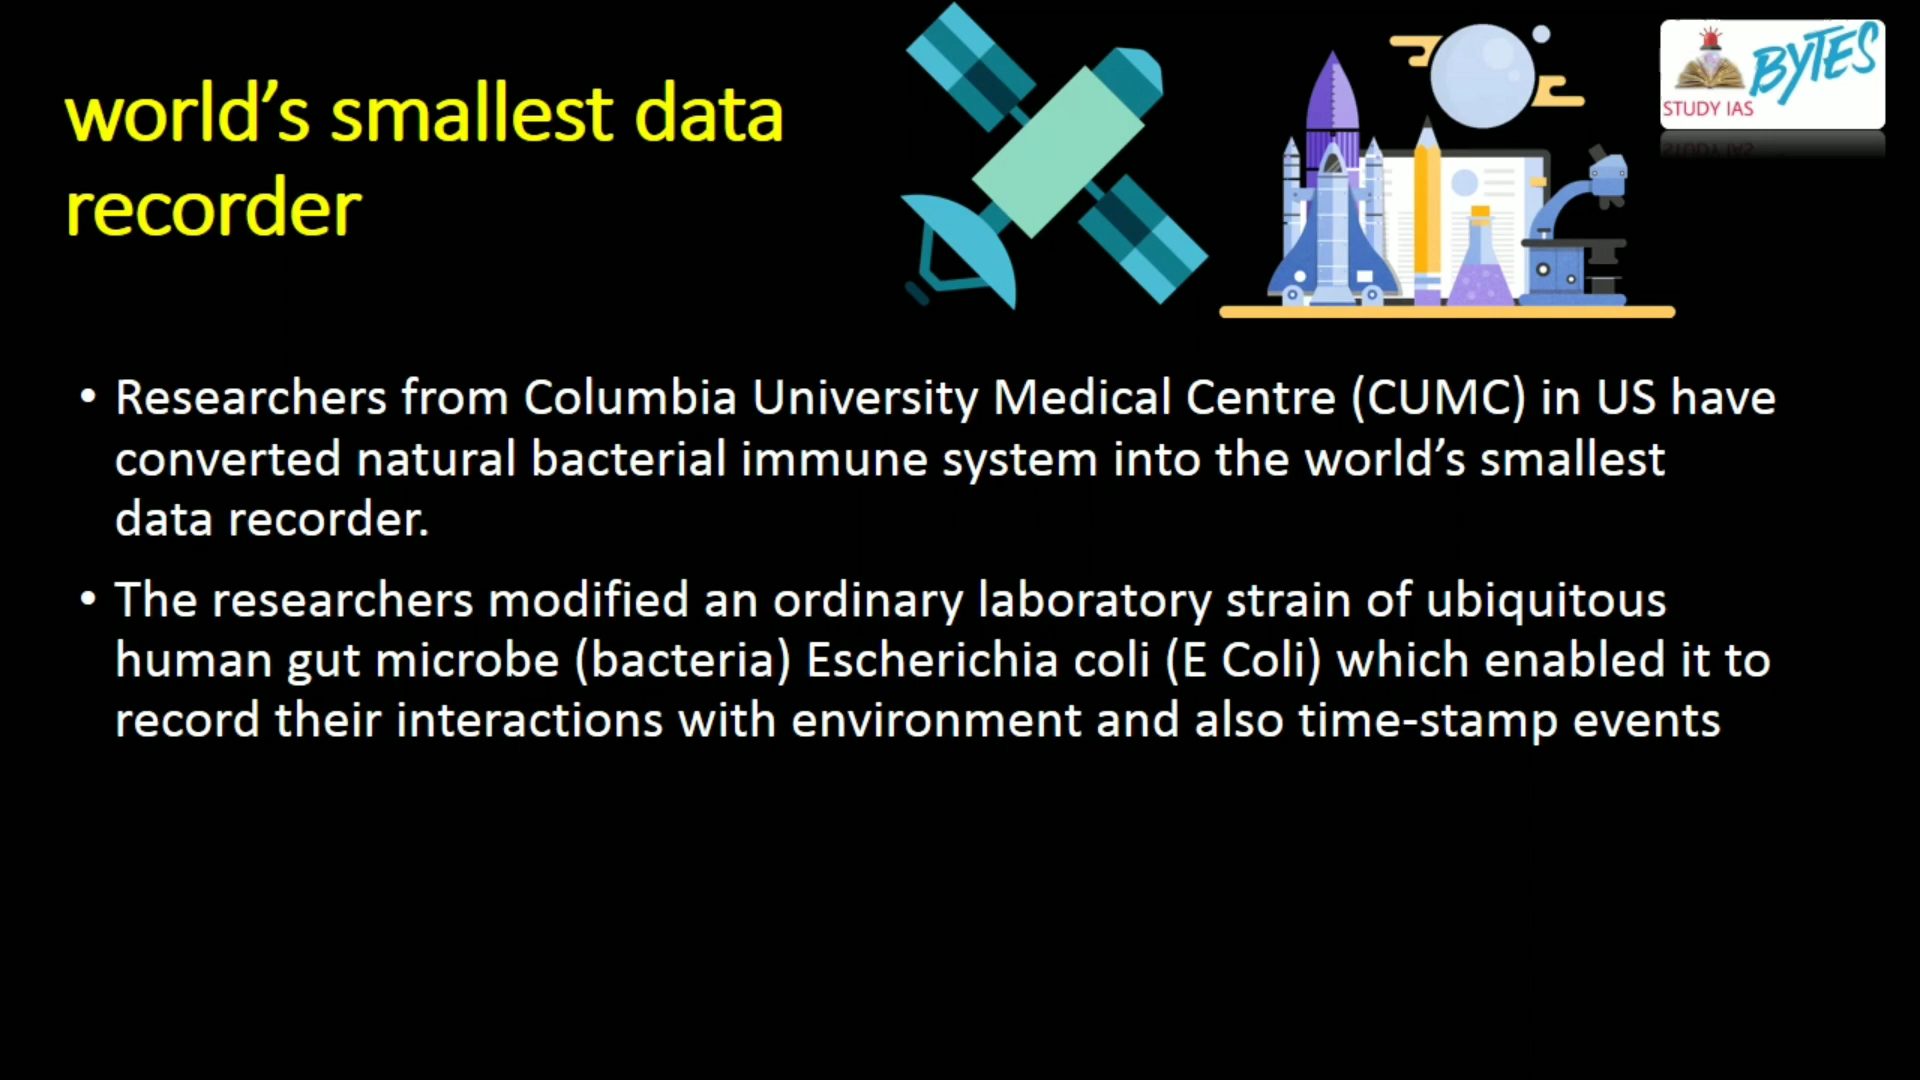 world's smallest data
recorder
BYTES
STUDY IAS
• Researchers from Columbia University Medical Centre (CUMC) in US have
converted natural bacterial immune system into the world's smallest
data recorder.
• The researchers modified an ordinary laboratory strain of ubiquitous
human gut microbe (bacteria) Escherichia coli (E Coli) which enabled it to
record their interactions with environment and also time-stamp events